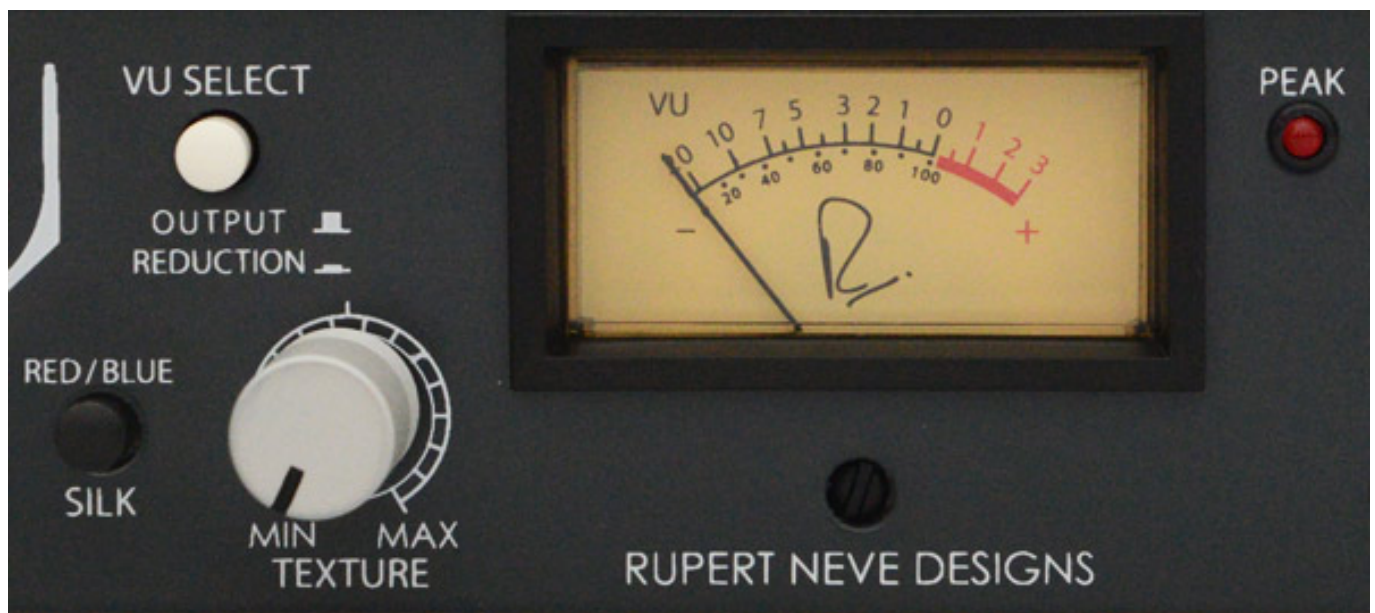 VU SELECT
OUTPUT
REDUCTION
RED/BLUE
SILK
MIN MAX
TEXTURE
VU
20 10 7 5 3 2 1 0 1 2 3
20 40 60 80 100
- +
R.
PEAK
RUPERT NEVE DESIGNS